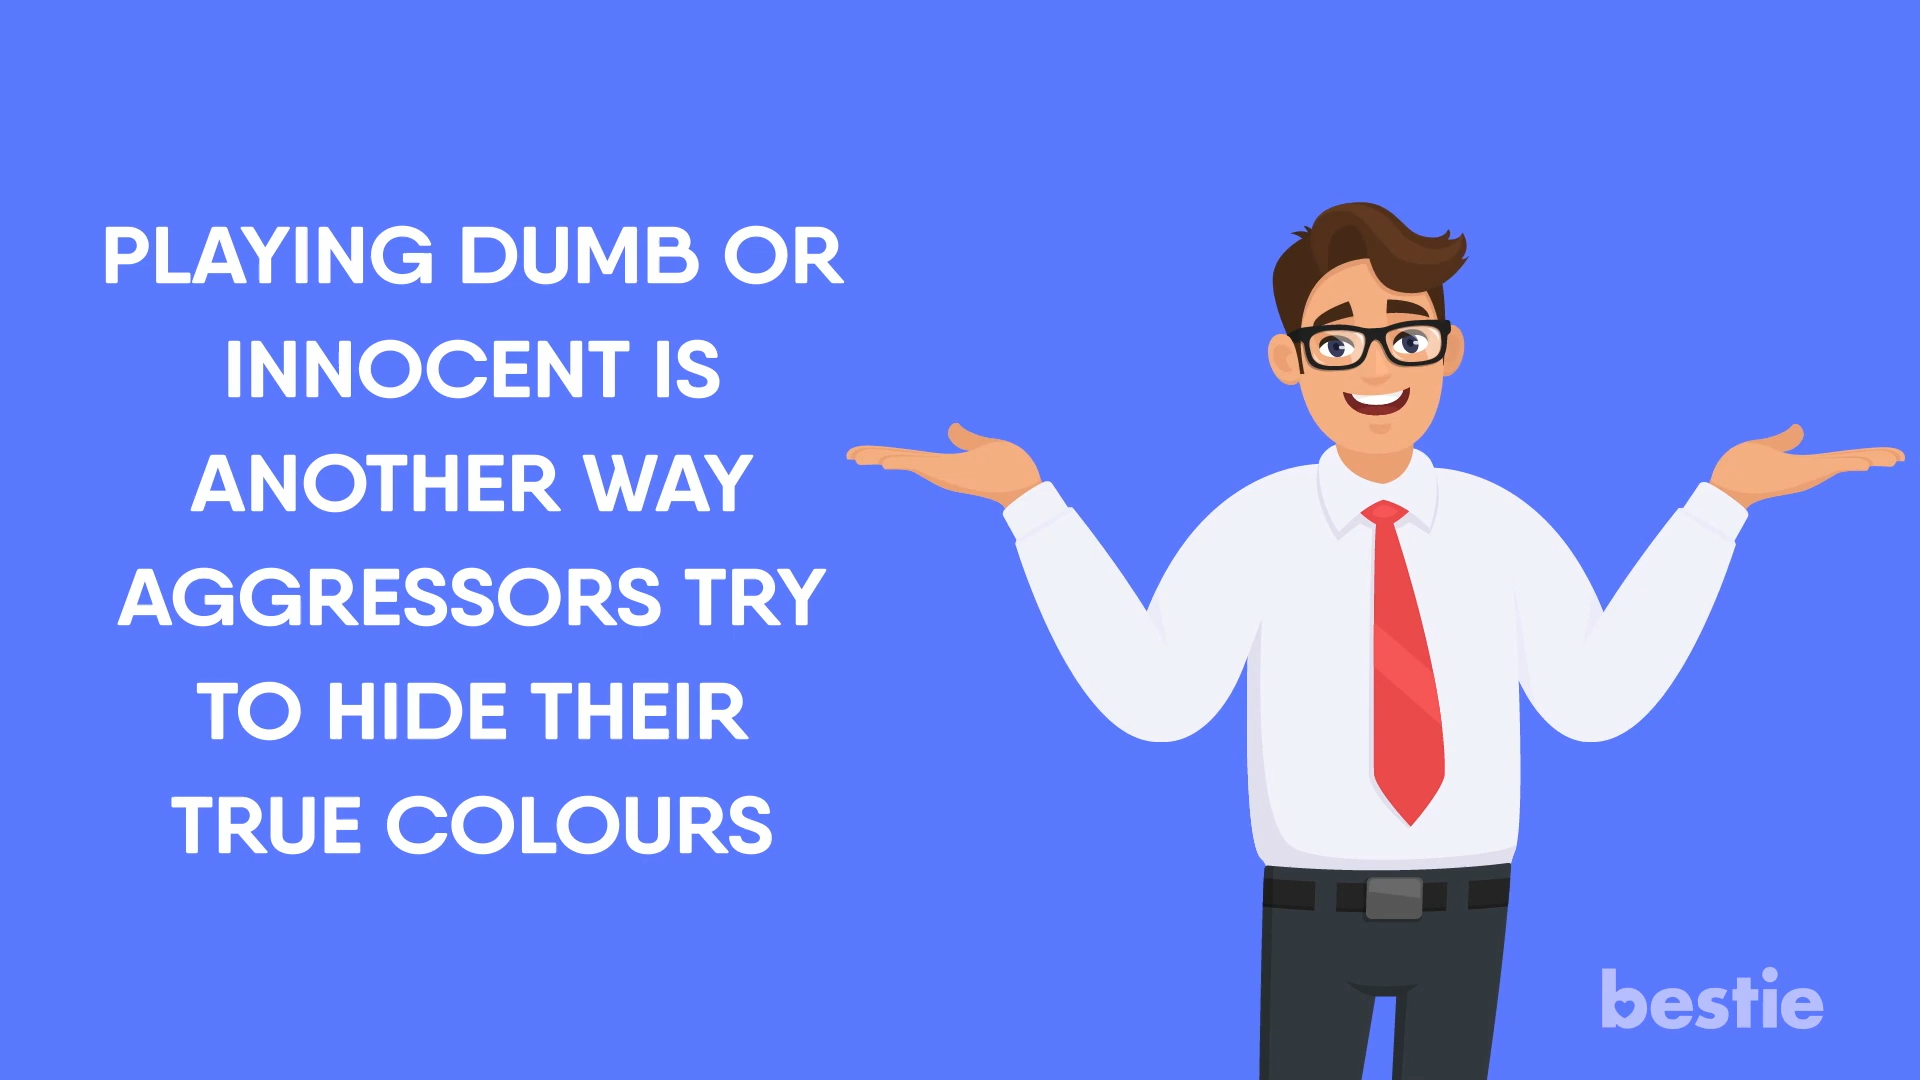 PLAYING DUMB OR
INNOCENT IS
ANOTHER WAY
AGGRESSORS TRY
TO HIDE THEIR
TRUE COLOURS
bestie